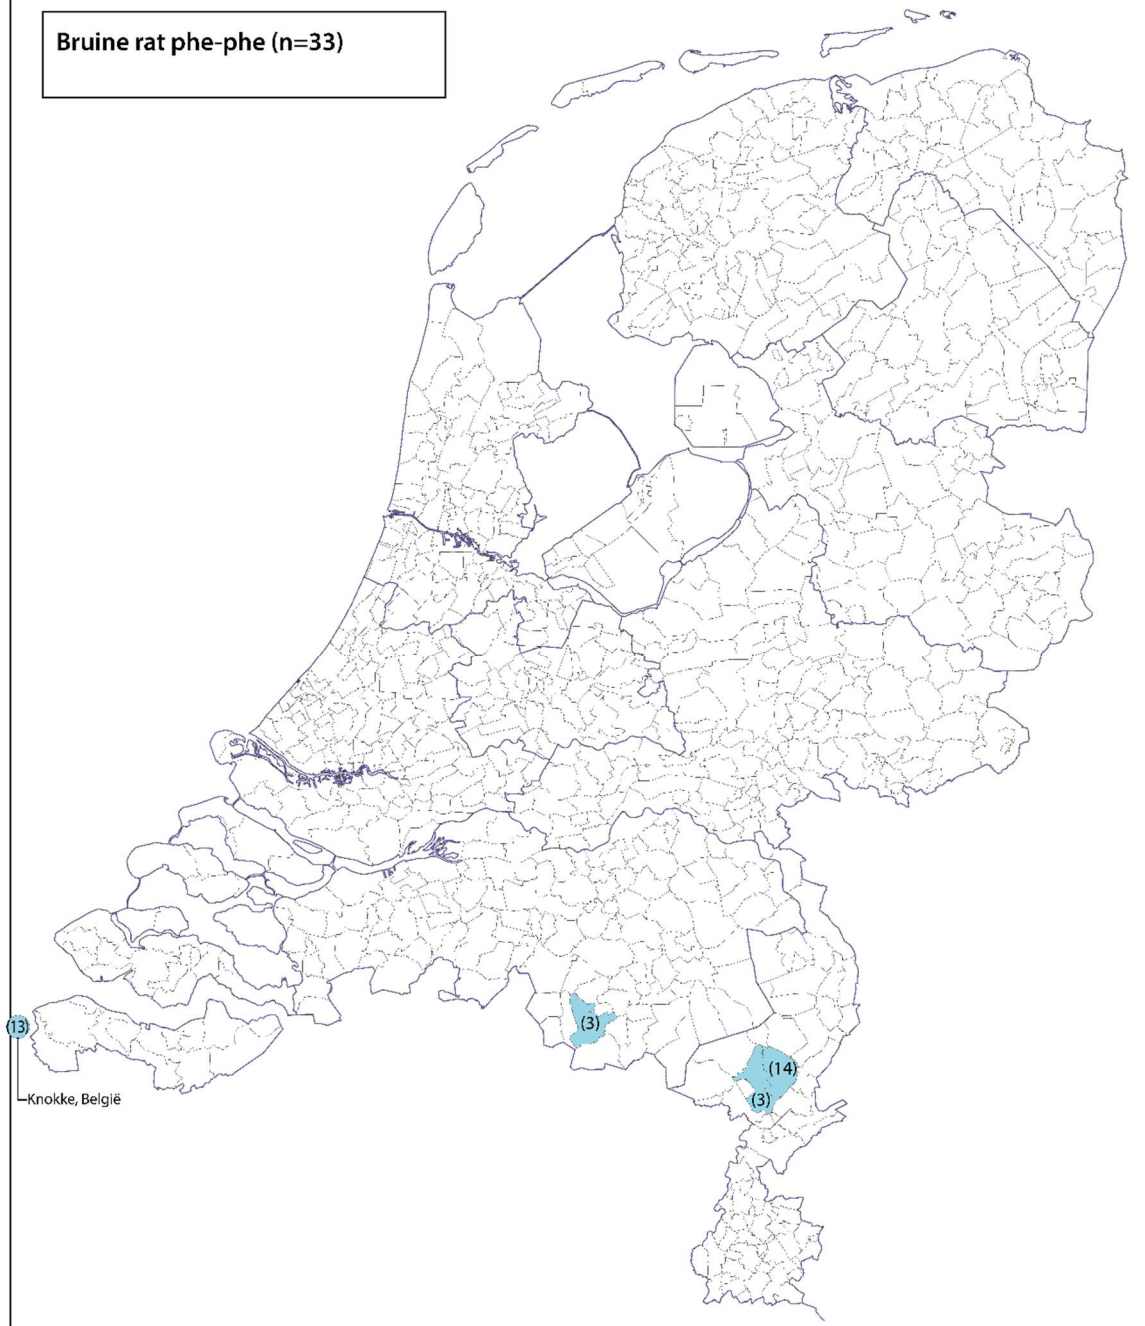 Bruine rat phe-phe (n=33)
(13)
(3)
(14)
(3)
Knokke, België